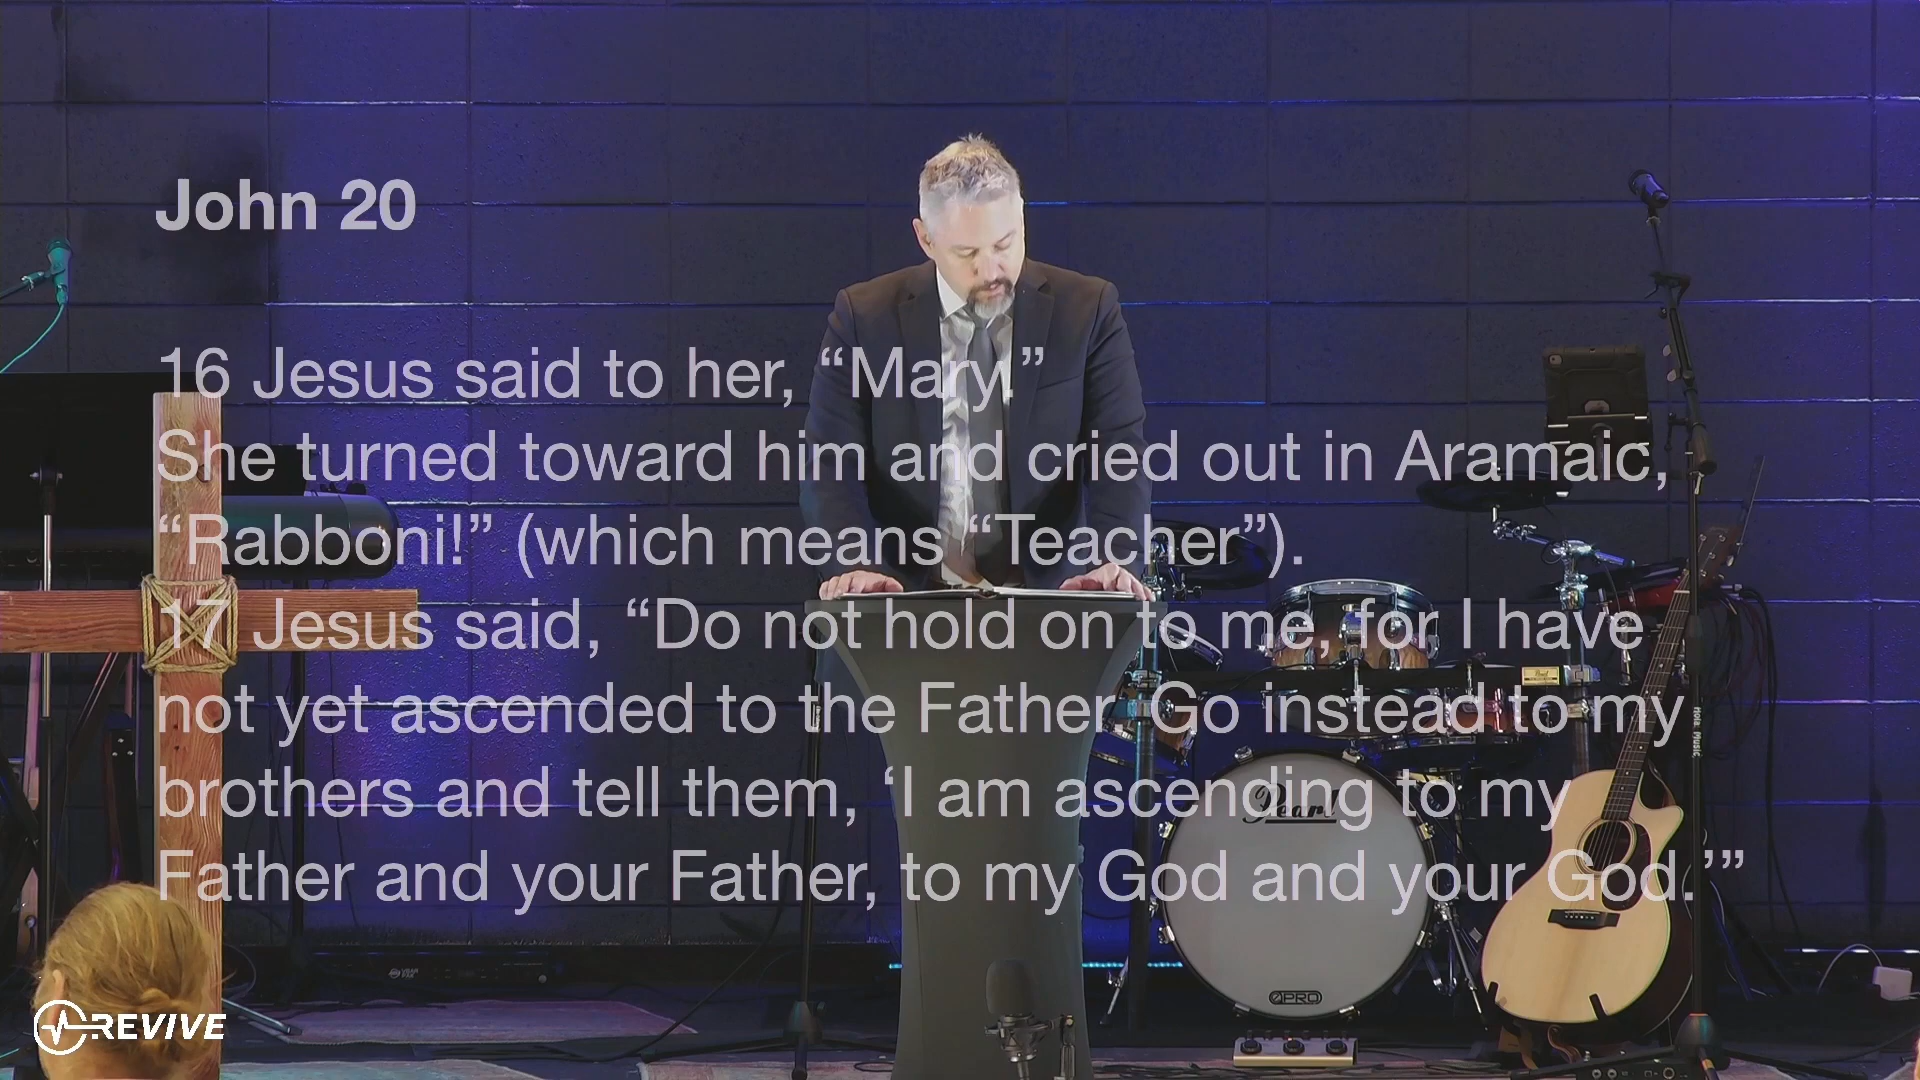 John 20
16 Jesus said to her, “Mary.”
She turned toward him and cried out in Aramaic,
“Rabboni!” (which means “Teacher”).
17 Jesus said, “Do not hold on to me, for I have
not yet ascended to the Father. Go instead to my
brothers and tell them, ‘I am ascending to my
Father and your Father, to my God and your God.’”
Pearl
PRO
REVIVE